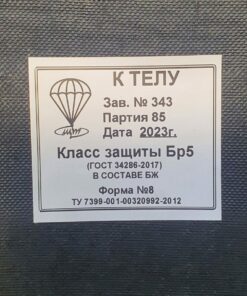 К ТЕЛУ
Зав. № 343
Партия 85
Дата 2023г.
Класс защиты Бр5
(ГОСТ 34286-2017)
В СОСТАВЕ БЖ
Форма №8
ТУ 7399-001-00320992-2012